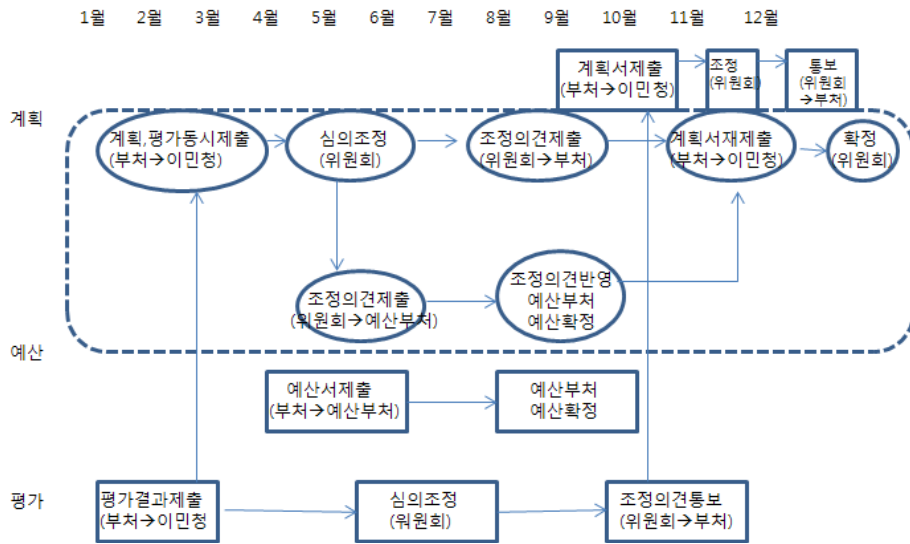 1월 2월 3월 4월 5월 6월 7월 8월 9월 10월 11월 12월
계획서제출
(부처→이민청)
조정
(위원회)
통보
(위원회
→부처)
계획
계획,평가동시제출
(부처→이민청)
심의조정
(위원회)
조정의견제출
(위원회→부처)
계획서재제출
(부처→이민청)
확정
(위원회)
조정의견제출
(위원회→예산부처)
조정의견반영
예산부처
예산확정
예산
예산서제출
(부처→예산부처)
예산부처
예산확정
평가
평가결과제출
(부처→이민청
심의조정
(워원회)
조정의견통보
(위원회→부처)